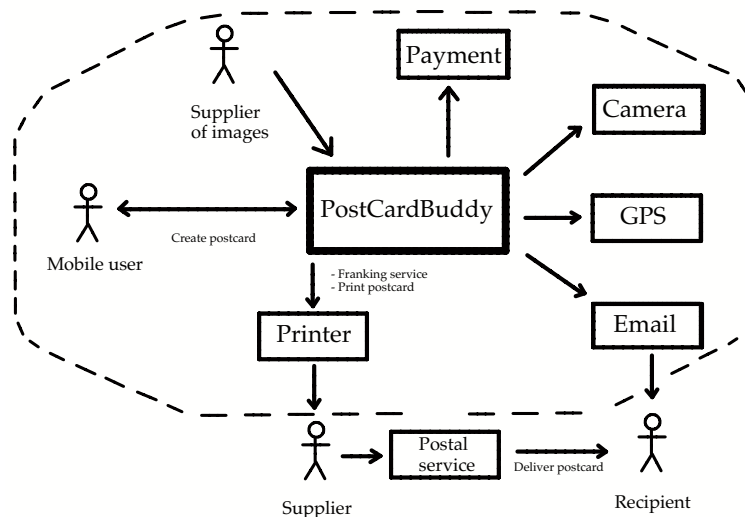 Payment
Camera
Supplier
of images
PostCardBuddy
GPS
Create postcard
Mobile user
- Franking service
- Print postcard
Printer
Email
Postal
service
Deliver postcard
Supplier
Recipient